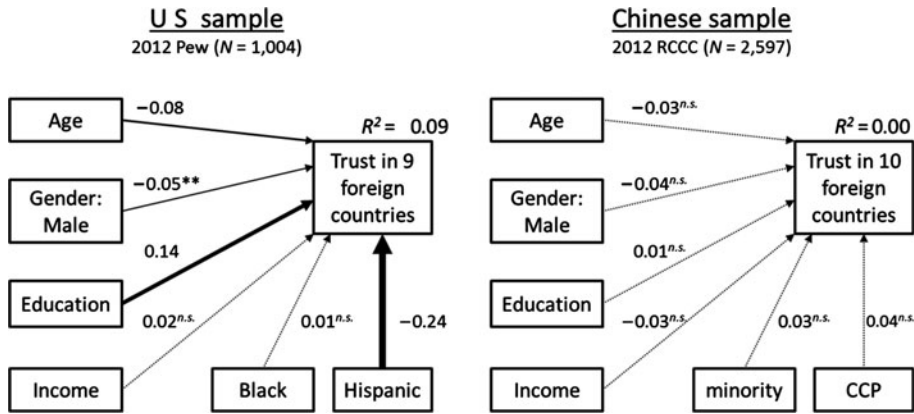 U S sample
2012 Pew (N = 1,004)
Age
−0.08
R² = 0.09
Trust in 9
foreign
countries
Gender:
Male
−0.05**
0.14
Education
0.02n.s.
0.01n.s.
−0.24
Income
Black
Hispanic
Chinese sample
2012 RCCC (N = 2,597)
Age
−0.03n.s.
R² = 0.00
Trust in 10
foreign
countries
Gender:
Male
−0.04n.s.
0.01n.s.
Education
−0.03n.s.
0.03n.s.
0.04n.s.
Income
minority
CCP